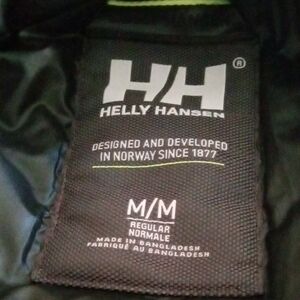 HH®
HELLY HANSEN
DESIGNED AND DEVELOPED
IN NORWAY SINCE 1877
M/M
REGULAR
NORMALE
MADE IN BANGLADESH
FABRIQUÉ AU BANGLADESH